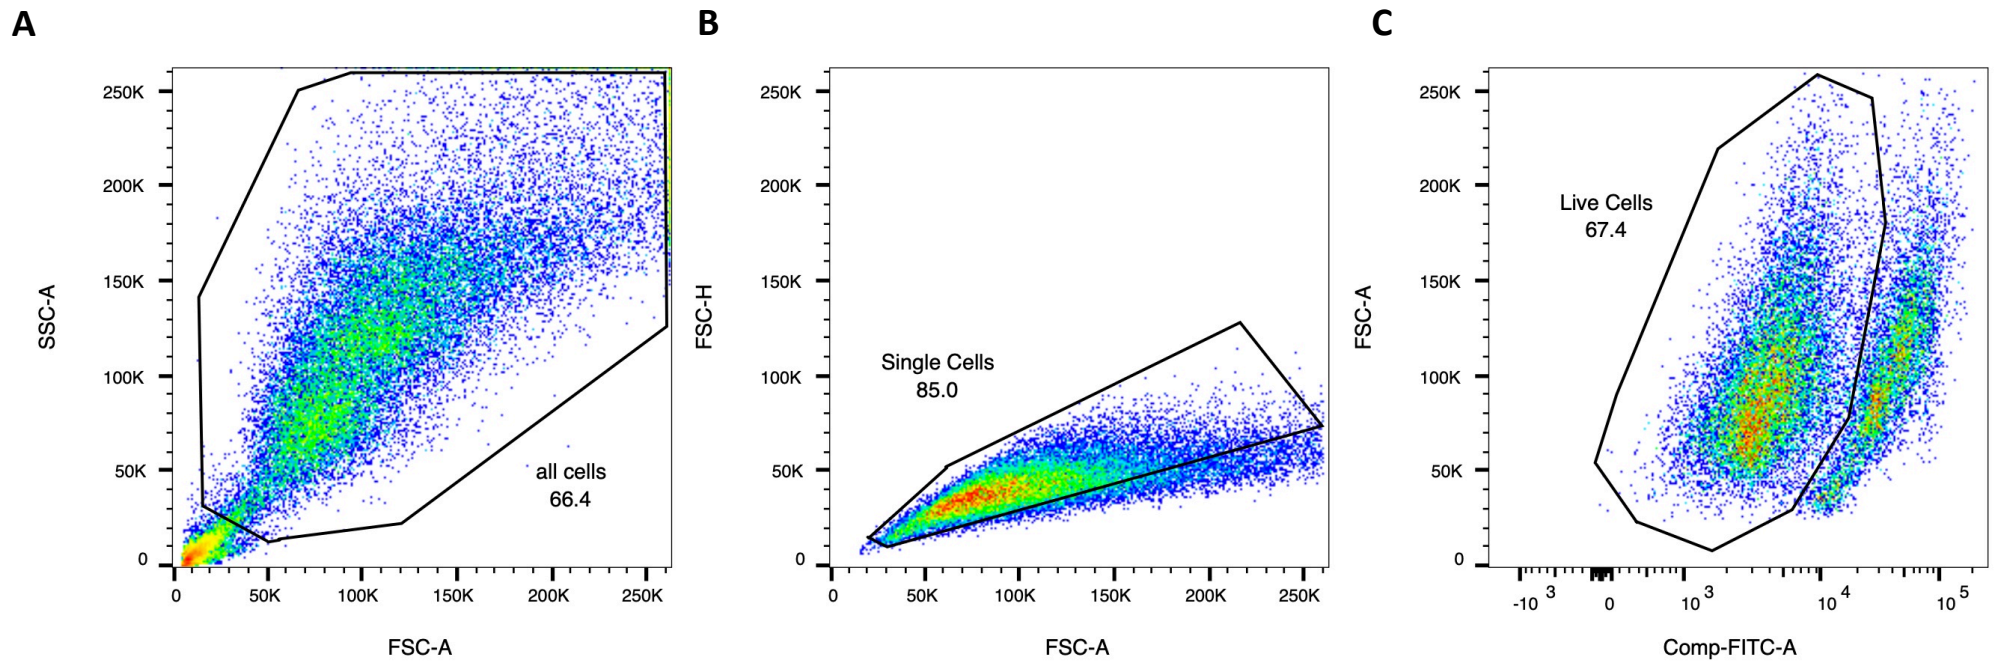 A
B
C
250K
200K
150K
100K
50K
0
SSC-A
all cells
66.4
0
50K
100K
150K
200K
250K
FSC-A
250K
200K
150K
100K
50K
0
FSC-H
Single Cells
85.0
0
50K
100K
150K
200K
250K
FSC-A
250K
200K
150K
100K
50K
0
FSC-A
Live Cells
67.4
-10 3
0
10 3
10 4
10 5
Comp-FITC-A